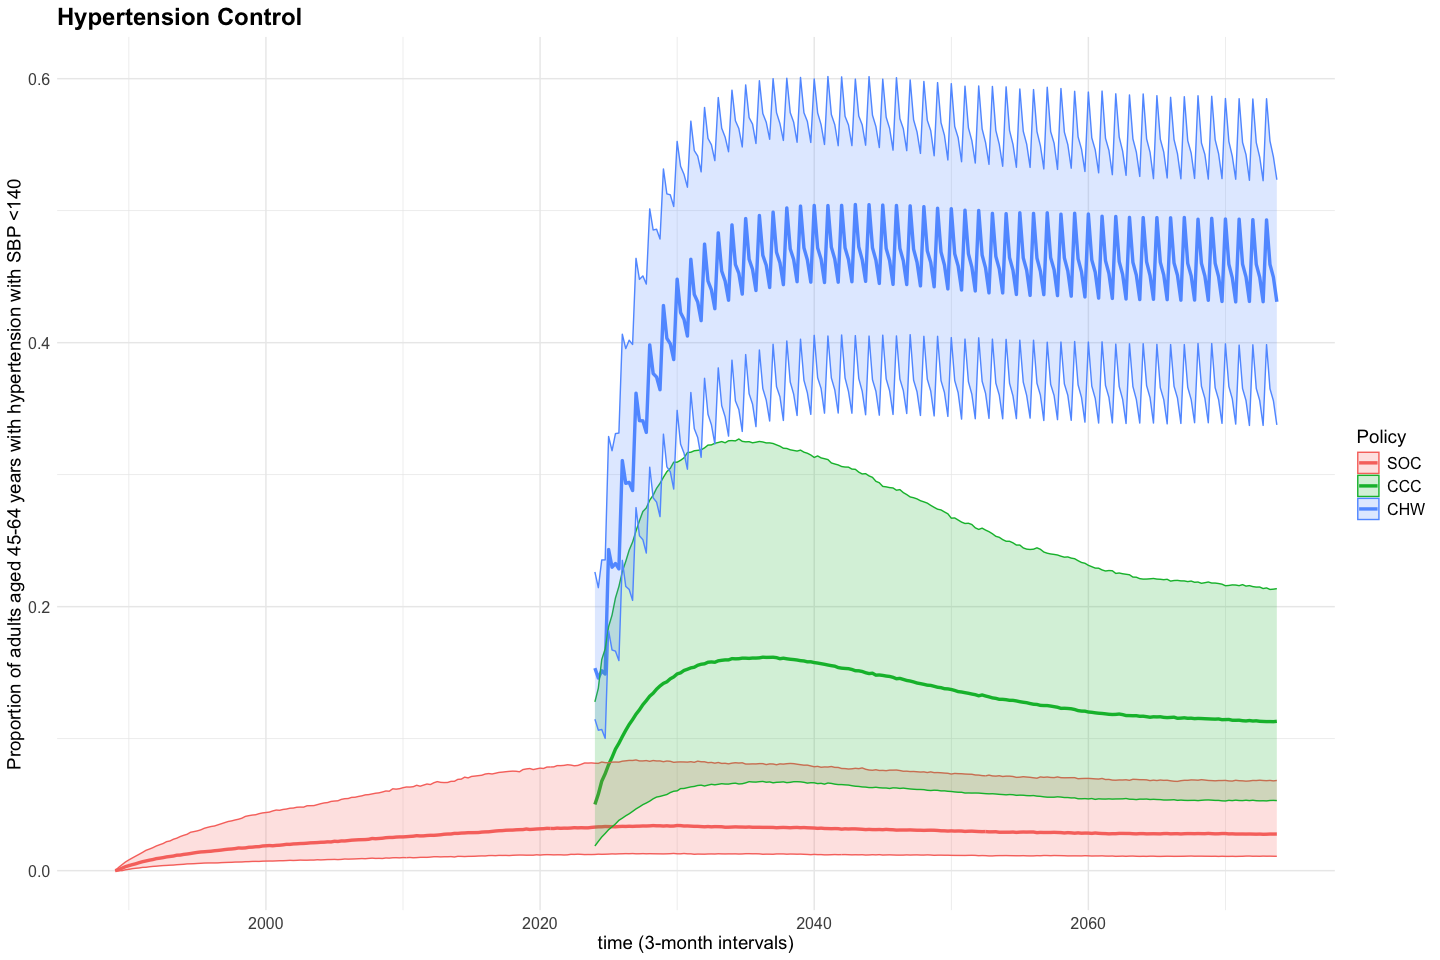 Hypertension Control
Proportion of adults aged 45-64 years with hypertension with SBP <140
0.6
0.4
0.2
0.0
2000
2020
2040
2060
time (3-month intervals)
Policy
SOC
CCC
CHW